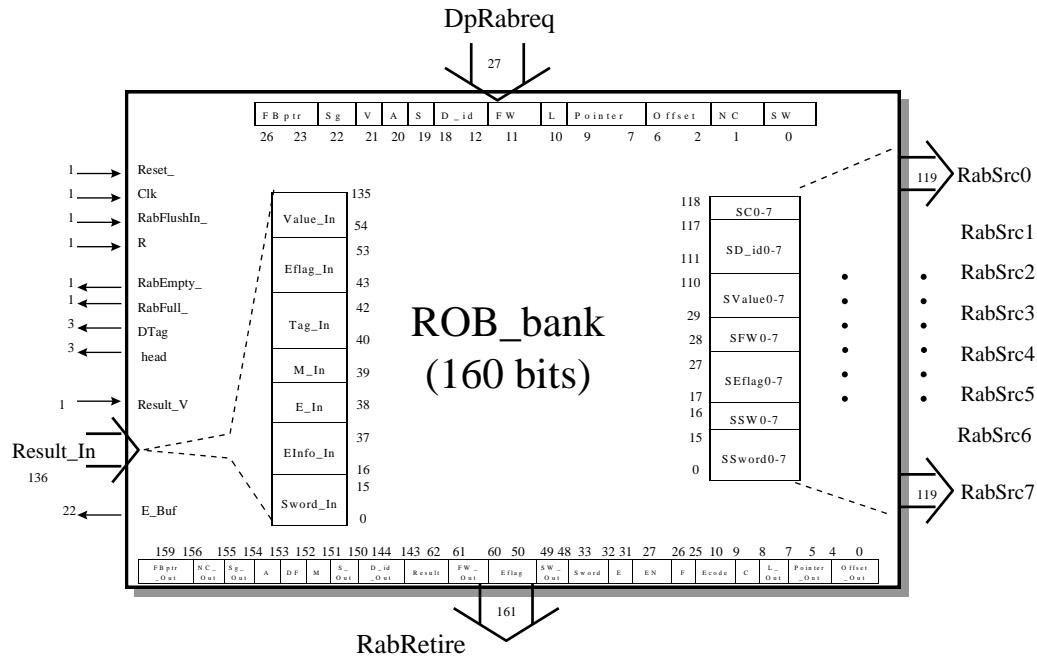 DpRabreq
27
FBptr Sg V A S D_id FW L Pointer Offset NC SW
26 23 22 21 20 19 18 12 11 10 9 7 6 2 1 0
1 Reset_
1 Clk
1 RabFlushIn_
1 R
1 RabEmpty_
1 RabFull_
3 DTag
3 head
1 Result_V
Result_In
136
22 E_Buf
Value_In 135 54
Eflag_In 53 43
Tag_In 42 40
M_In 39
E_In 38
EInfo_In 37 16
Sword_In 15 0
ROB_bank
(160 bits)
118 SC0-7
117 SD_id0-7 111
110 SValue0-7 29
28 SFW0-7
27 SEflag0-7 17
16 SSW0-7
15 SSword0-7 0
119 RabSrc0
RabSrc1
RabSrc2
RabSrc3
RabSrc4
RabSrc5
RabSrc6
119 RabSrc7
159 156 155 154 153 152 151 150 144 143 62 61 60 50 49 48 33 32 31 27 26 25 10 9 8 7 5 4 0
FBptr_Out NC_Out Sg_Out A DF M S_Out D_id_Out Result FW_Out Eflag SW_Out Sword E EN F Ecode C L_Out Pointer_Out Offset_Out
161
RabRetire